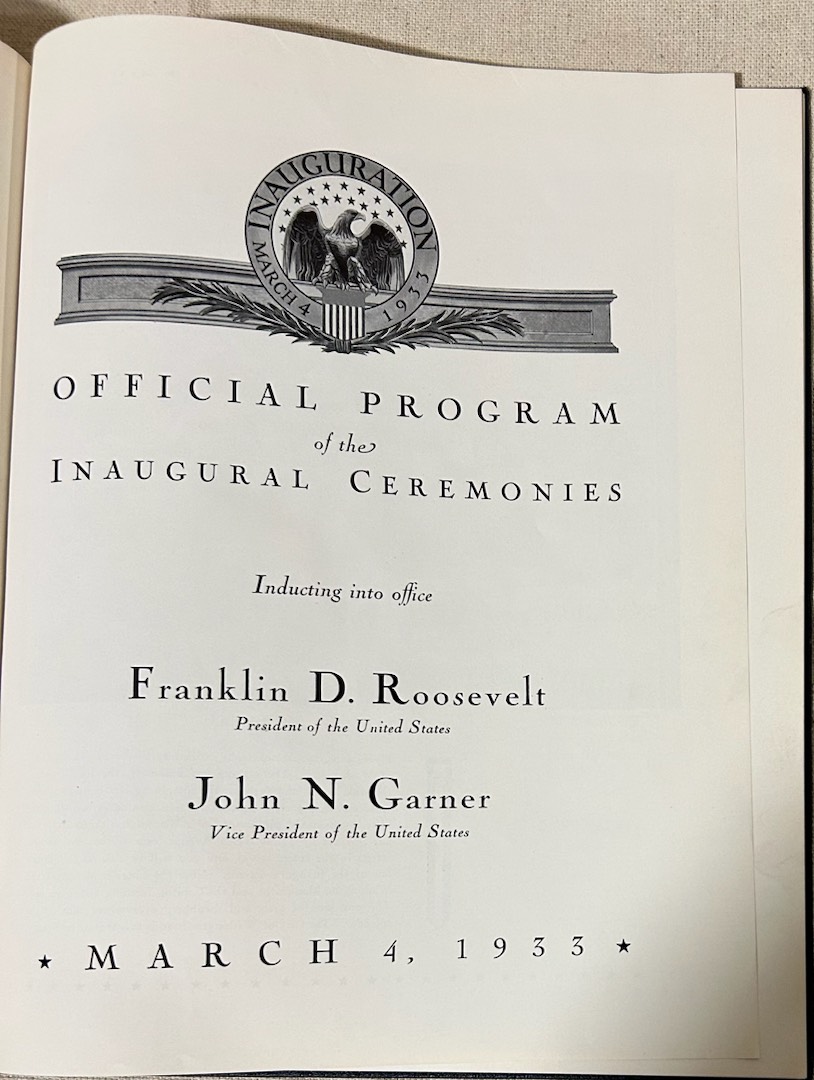 INAUGURATION
MARCH 4 1933
OFFICIAL PROGRAM
of the
INAUGURAL CEREMONIES
Inducting into office
Franklin D. Roosevelt
President of the United States
John N. Garner
Vice President of the United States
★ MARCH 4, 1933 ★